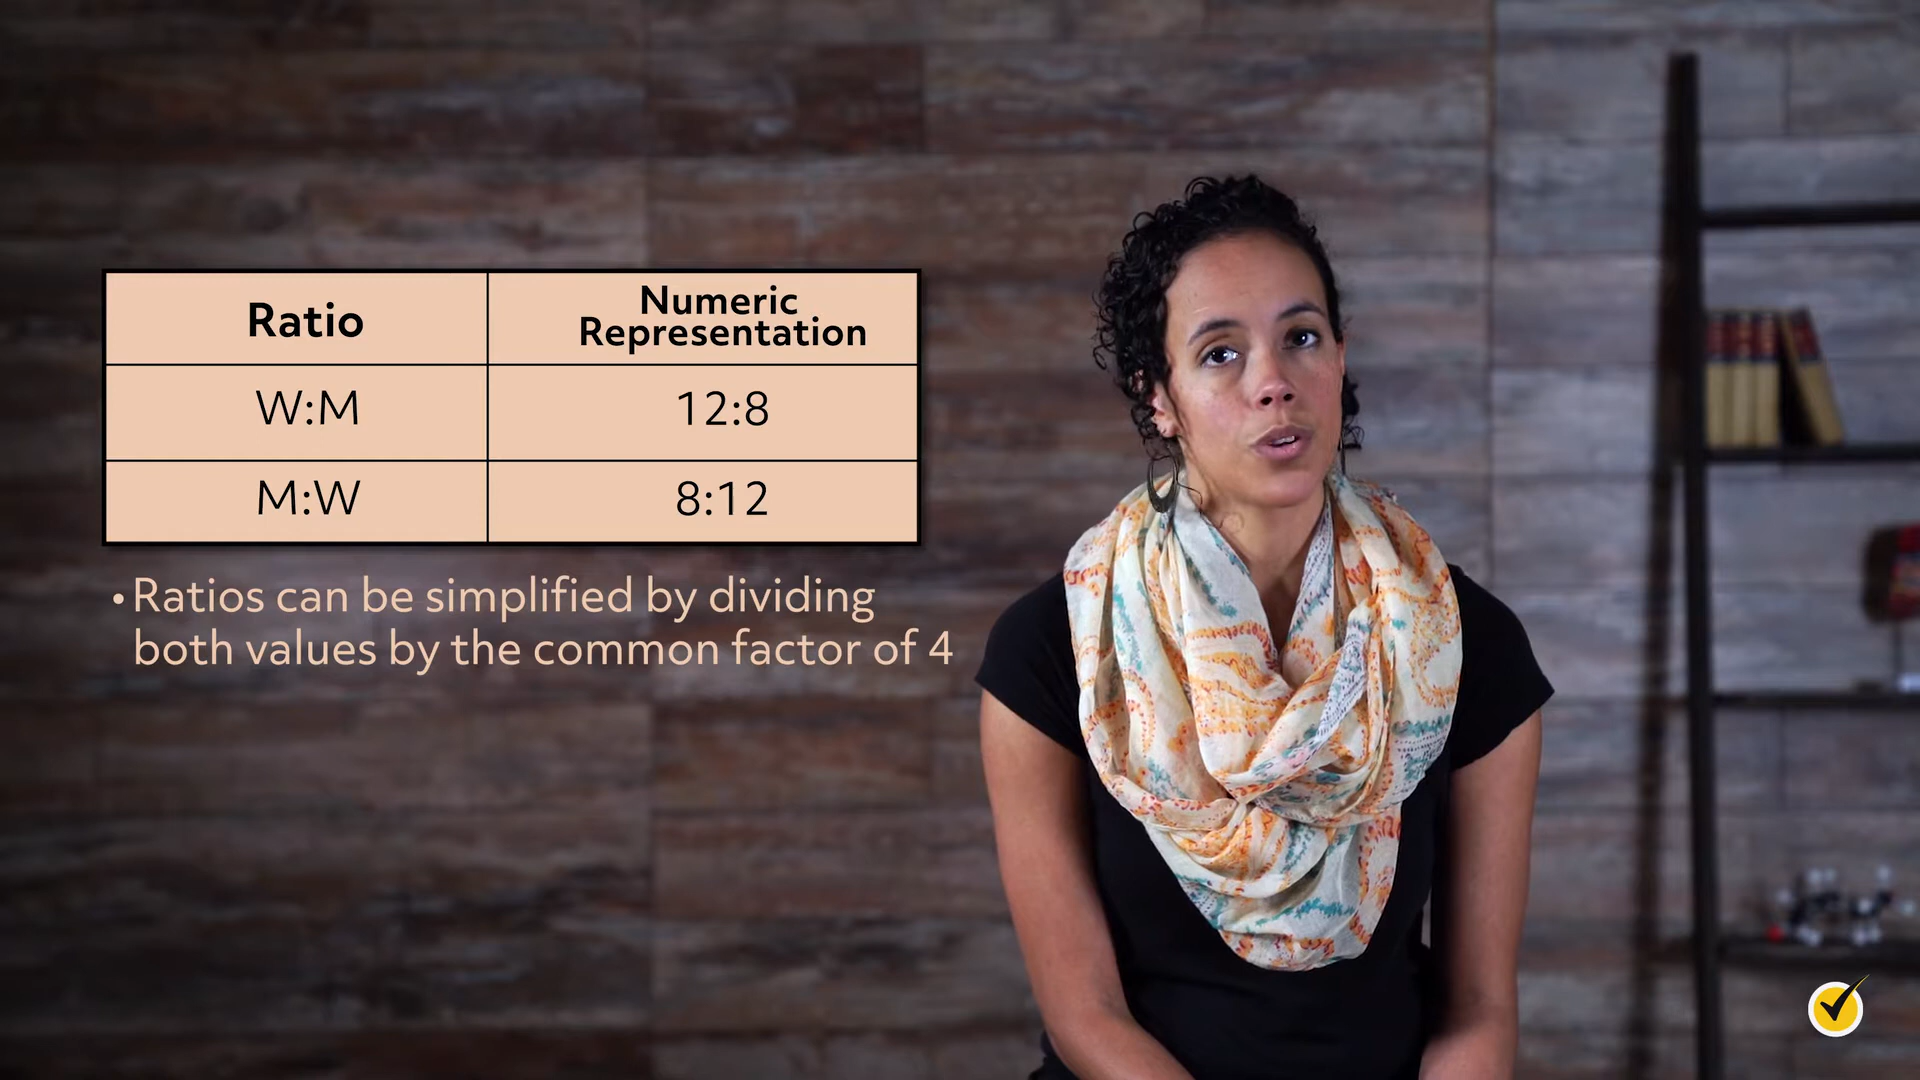 Ratio
Numeric
Representation
W:M
12:8
M:W
8:12
•Ratios can be simplified by dividing
both values by the common factor of 4